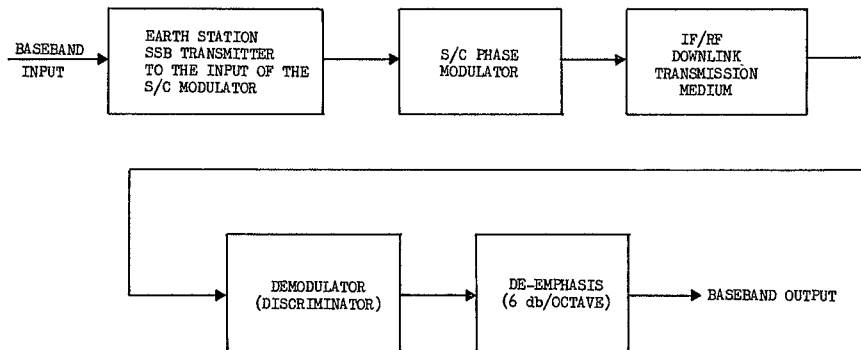 BASEBAND
INPUT
EARTH STATION
SSB TRANSMITTER
TO THE INPUT OF THE
S/C MODULATOR
S/C PHASE
MODULATOR
IF/RF
DOWNLINK
TRANSMISSION
MEDIUM
DEMODULATOR
(DISCRIMINATOR)
DE-EMPHASIS
(6 db/OCTAVE)
BASEBAND OUTPUT